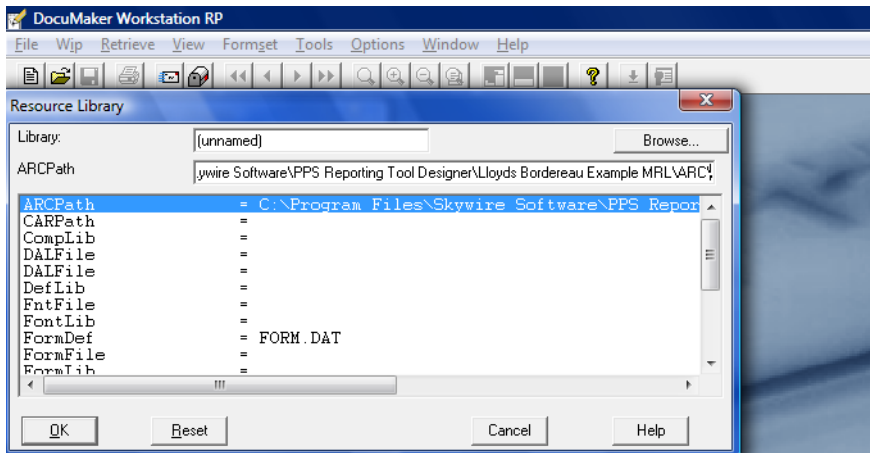 DocuMaker Workstation RP
File Wip Retrieve View Formset Tools Options Window Help
Resource Library
Library: (unnamed) Browse...
ARCPath ywire Software\PPS Reporting Tool Designer\Lloyds Bordereau Example MRL\ARC\
ARCPath = C:\Program Files\Skywire Software\PPS Repor
CARPath =
CompLib =
DALFile =
DALFile =
DefLib =
FntFile =
FontLib =
FormDef = FORM.DAT
FormFile =
FormLib =
OK Reset Cancel Help